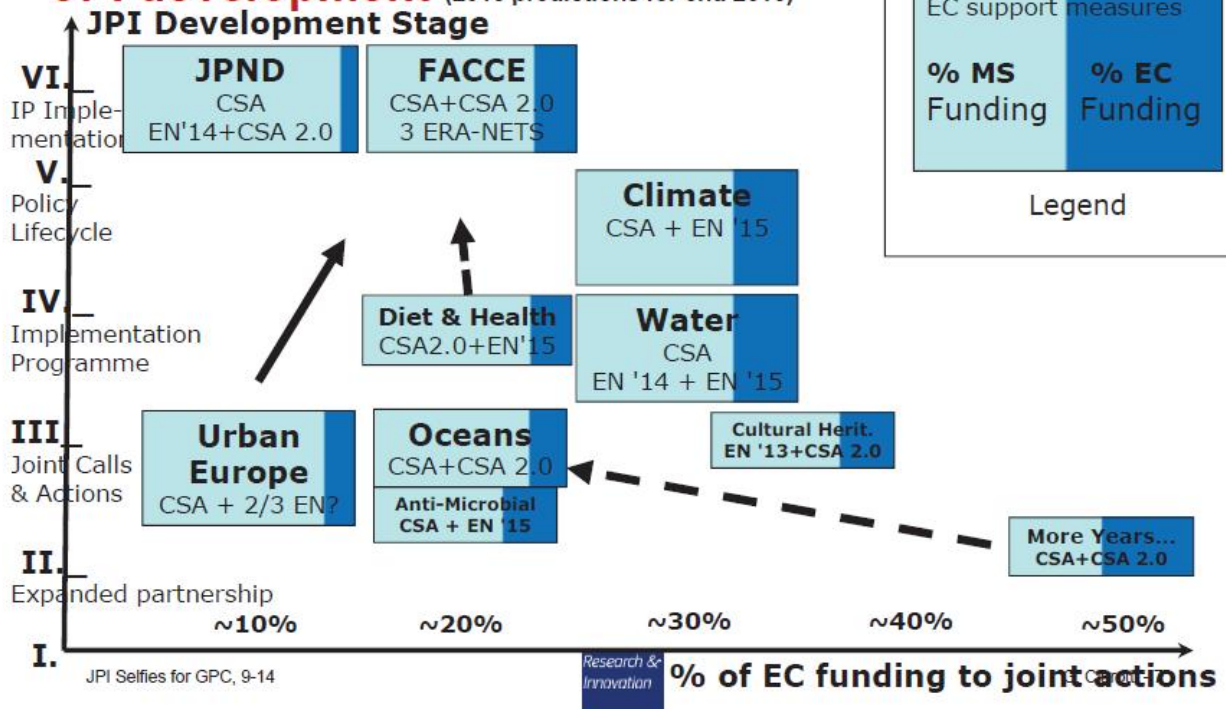 JPI Development Stage
EC support measures
% MS
Funding
% EC
Funding
Legend
VI.
IP Imple-
mentation
JPND
CSA
EN'14+CSA 2.0
FACCE
CSA+CSA 2.0
3 ERA-NETS
V.
Policy
Lifecycle
Climate
CSA + EN '15
IV.
Implementation
Programme
Diet & Health
CSA2.0+EN'15
Water
CSA
EN '14 + EN '15
III.
Joint Calls
& Actions
Urban
Europe
CSA + 2/3 EN?
Oceans
CSA+CSA 2.0
Anti-Microbial
CSA + EN '15
Cultural Herit.
EN '13+CSA 2.0
More Years...
CSA+CSA 2.0
II.
Expanded partnership
~10%
~20%
~30%
~40%
~50%
I.
JPI Selfies for GPC, 9-14
Research &
Innovation
% of EC funding to joint actions